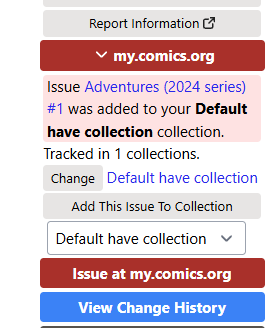 Report Information
my.comics.org
Issue Adventures (2024 series)
#1 was added to your Default
have collection collection.
Tracked in 1 collections.
Change Default have collection
Add This Issue To Collection
Default have collection
Issue at my.comics.org
View Change History